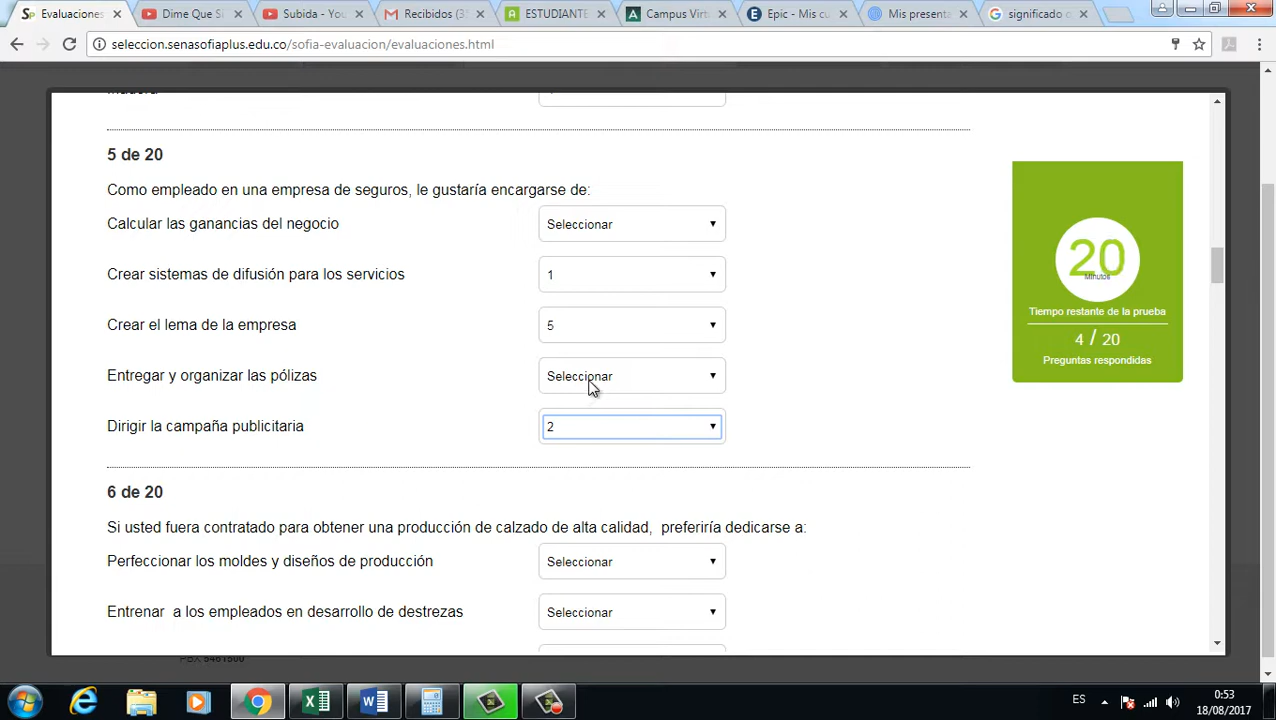 Evaluaciones
Dime Que Si
Subida - You
Recibidos (35
ESTUDIANTE
Campus Virtu
Epic - Mis cu
Mis present
significado c
seleccion.senasofiaplus.edu.co/sofia-evaluacion/evaluaciones.html
5 de 20
Como empleado en una empresa de seguros, le gustaría encargarse de:
Calcular las ganancias del negocio
Seleccionar
Crear sistemas de difusión para los servicios
1
Crear el lema de la empresa
5
Entregar y organizar las pólizas
Seleccionar
Dirigir la campaña publicitaria
2
20
Minutos
Tiempo restante de la prueba
4 / 20
Preguntas respondidas
6 de 20
Si usted fuera contratado para obtener una producción de calzado de alta calidad, preferiría dedicarse a:
Perfeccionar los moldes y diseños de producción
Seleccionar
Entrenar a los empleados en desarrollo de destrezas
Seleccionar
PBX 5461500
ES
0:53
18/08/2017